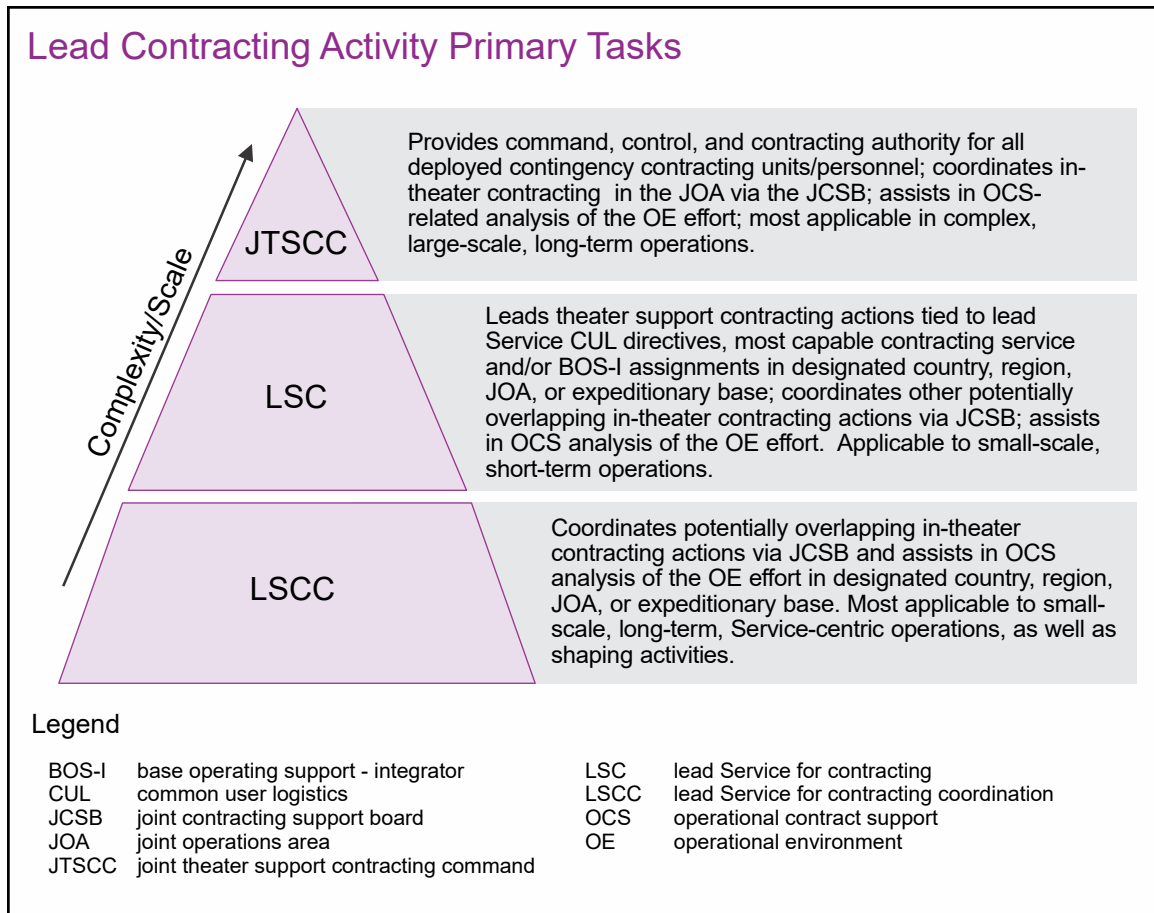 Lead Contracting Activity Primary Tasks
Complexity/Scale
JTSCC
Provides command, control, and contracting authority for all
deployed contingency contracting units/personnel; coordinates in-
theater contracting in the JOA via the JCSB; assists in OCS-
related analysis of the OE effort; most applicable in complex,
large-scale, long-term operations.
LSC
Leads theater support contracting actions tied to lead
Service CUL directives, most capable contracting service
and/or BOS-I assignments in designated country, region,
JOA, or expeditionary base; coordinates other potentially
overlapping in-theater contracting actions via JCSB; assists
in OCS analysis of the OE effort. Applicable to small-scale,
short-term operations.
LSCC
Coordinates potentially overlapping in-theater
contracting actions via JCSB and assists in OCS
analysis of the OE effort in designated country, region,
JOA, or expeditionary base. Most applicable to small-
scale, long-term, Service-centric operations, as well as
shaping activities.
Legend
BOS-I base operating support - integrator
CUL common user logistics
JCSB joint contracting support board
JOA joint operations area
JTSCC joint theater support contracting command
LSC lead Service for contracting
LSCC lead Service for contracting coordination
OCS operational contract support
OE operational environment